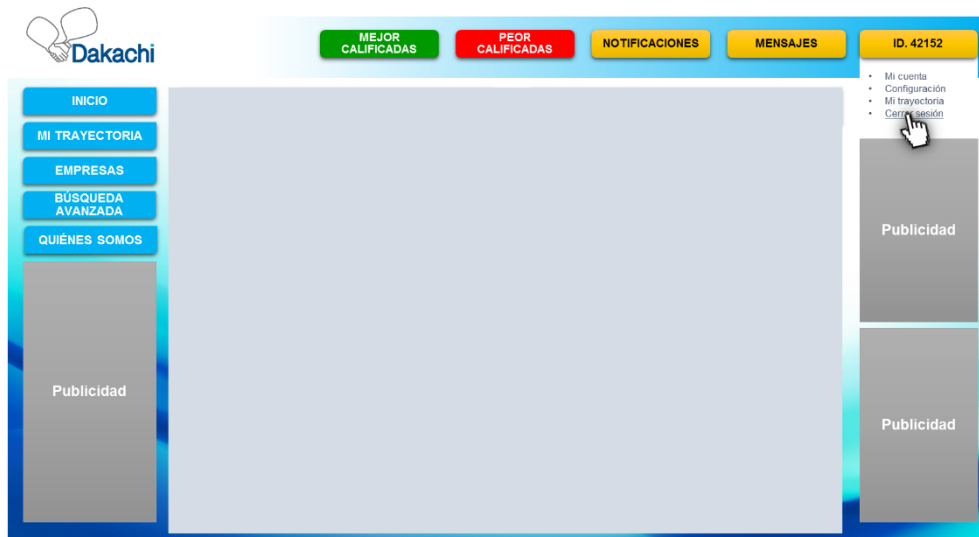 Dakachi
MEJOR
CALIFICADAS
PEOR
CALIFICADAS
NOTIFICACIONES
MENSAJES
ID. 42152
• Mi cuenta
• Configuración
• Mi trayectoria
• Cerrar sesión
INICIO
MI TRAYECTORIA
EMPRESAS
BÚSQUEDA
AVANZADA
QUIÉNES SOMOS
Publicidad
Publicidad
Publicidad